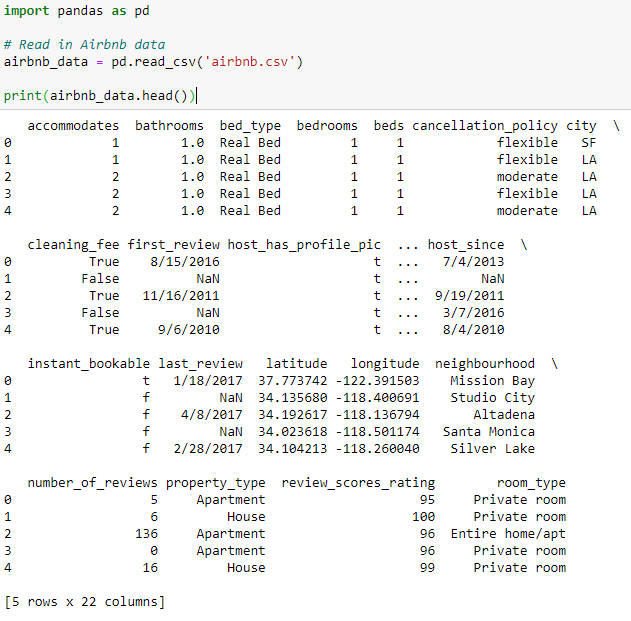 import pandas as pd
# Read in Airbnb data
airbnb_data = pd.read_csv('airbnb.csv')
print(airbnb_data.head())
   accommodates  bathrooms  bed_type  bedrooms  beds cancellation_policy city  \
0             1        1.0  Real Bed         1     1            flexible   SF
1             1        1.0  Real Bed         1     1            flexible   LA
2             2        1.0  Real Bed         1     1            moderate   LA
3             2        1.0  Real Bed         1     1            flexible   LA
4             2        1.0  Real Bed         1     1            moderate   LA
   cleaning_fee first_review host_has_profile_pic  ... host_since  \
0          True    8/15/2016                    t  ...   7/4/2013
1         False          NaN                    t  ...        NaN
2          True   11/16/2011                    t  ...  9/19/2011
3         False          NaN                    t  ...   3/7/2016
4          True     9/6/2010                    t  ...   8/4/2010
   instant_bookable last_review   latitude   longitude  neighbourhood  \
0                 t   1/18/2017  37.773742 -122.391503    Mission Bay
1                 f         NaN  34.135680 -118.400691    Studio City
2                 f    4/8/2017  34.192617 -118.136794       Altadena
3                 f         NaN  34.023618 -118.501174   Santa Monica
4                 f   2/28/2017  34.104213 -118.260040    Silver Lake
   number_of_reviews property_type  review_scores_rating        room_type
0                  5     Apartment                    95     Private room
1                  6         House                   100     Private room
2                136     Apartment                    96  Entire home/apt
3                  0     Apartment                    96     Private room
4                 16         House                    99     Private room
[5 rows x 22 columns]